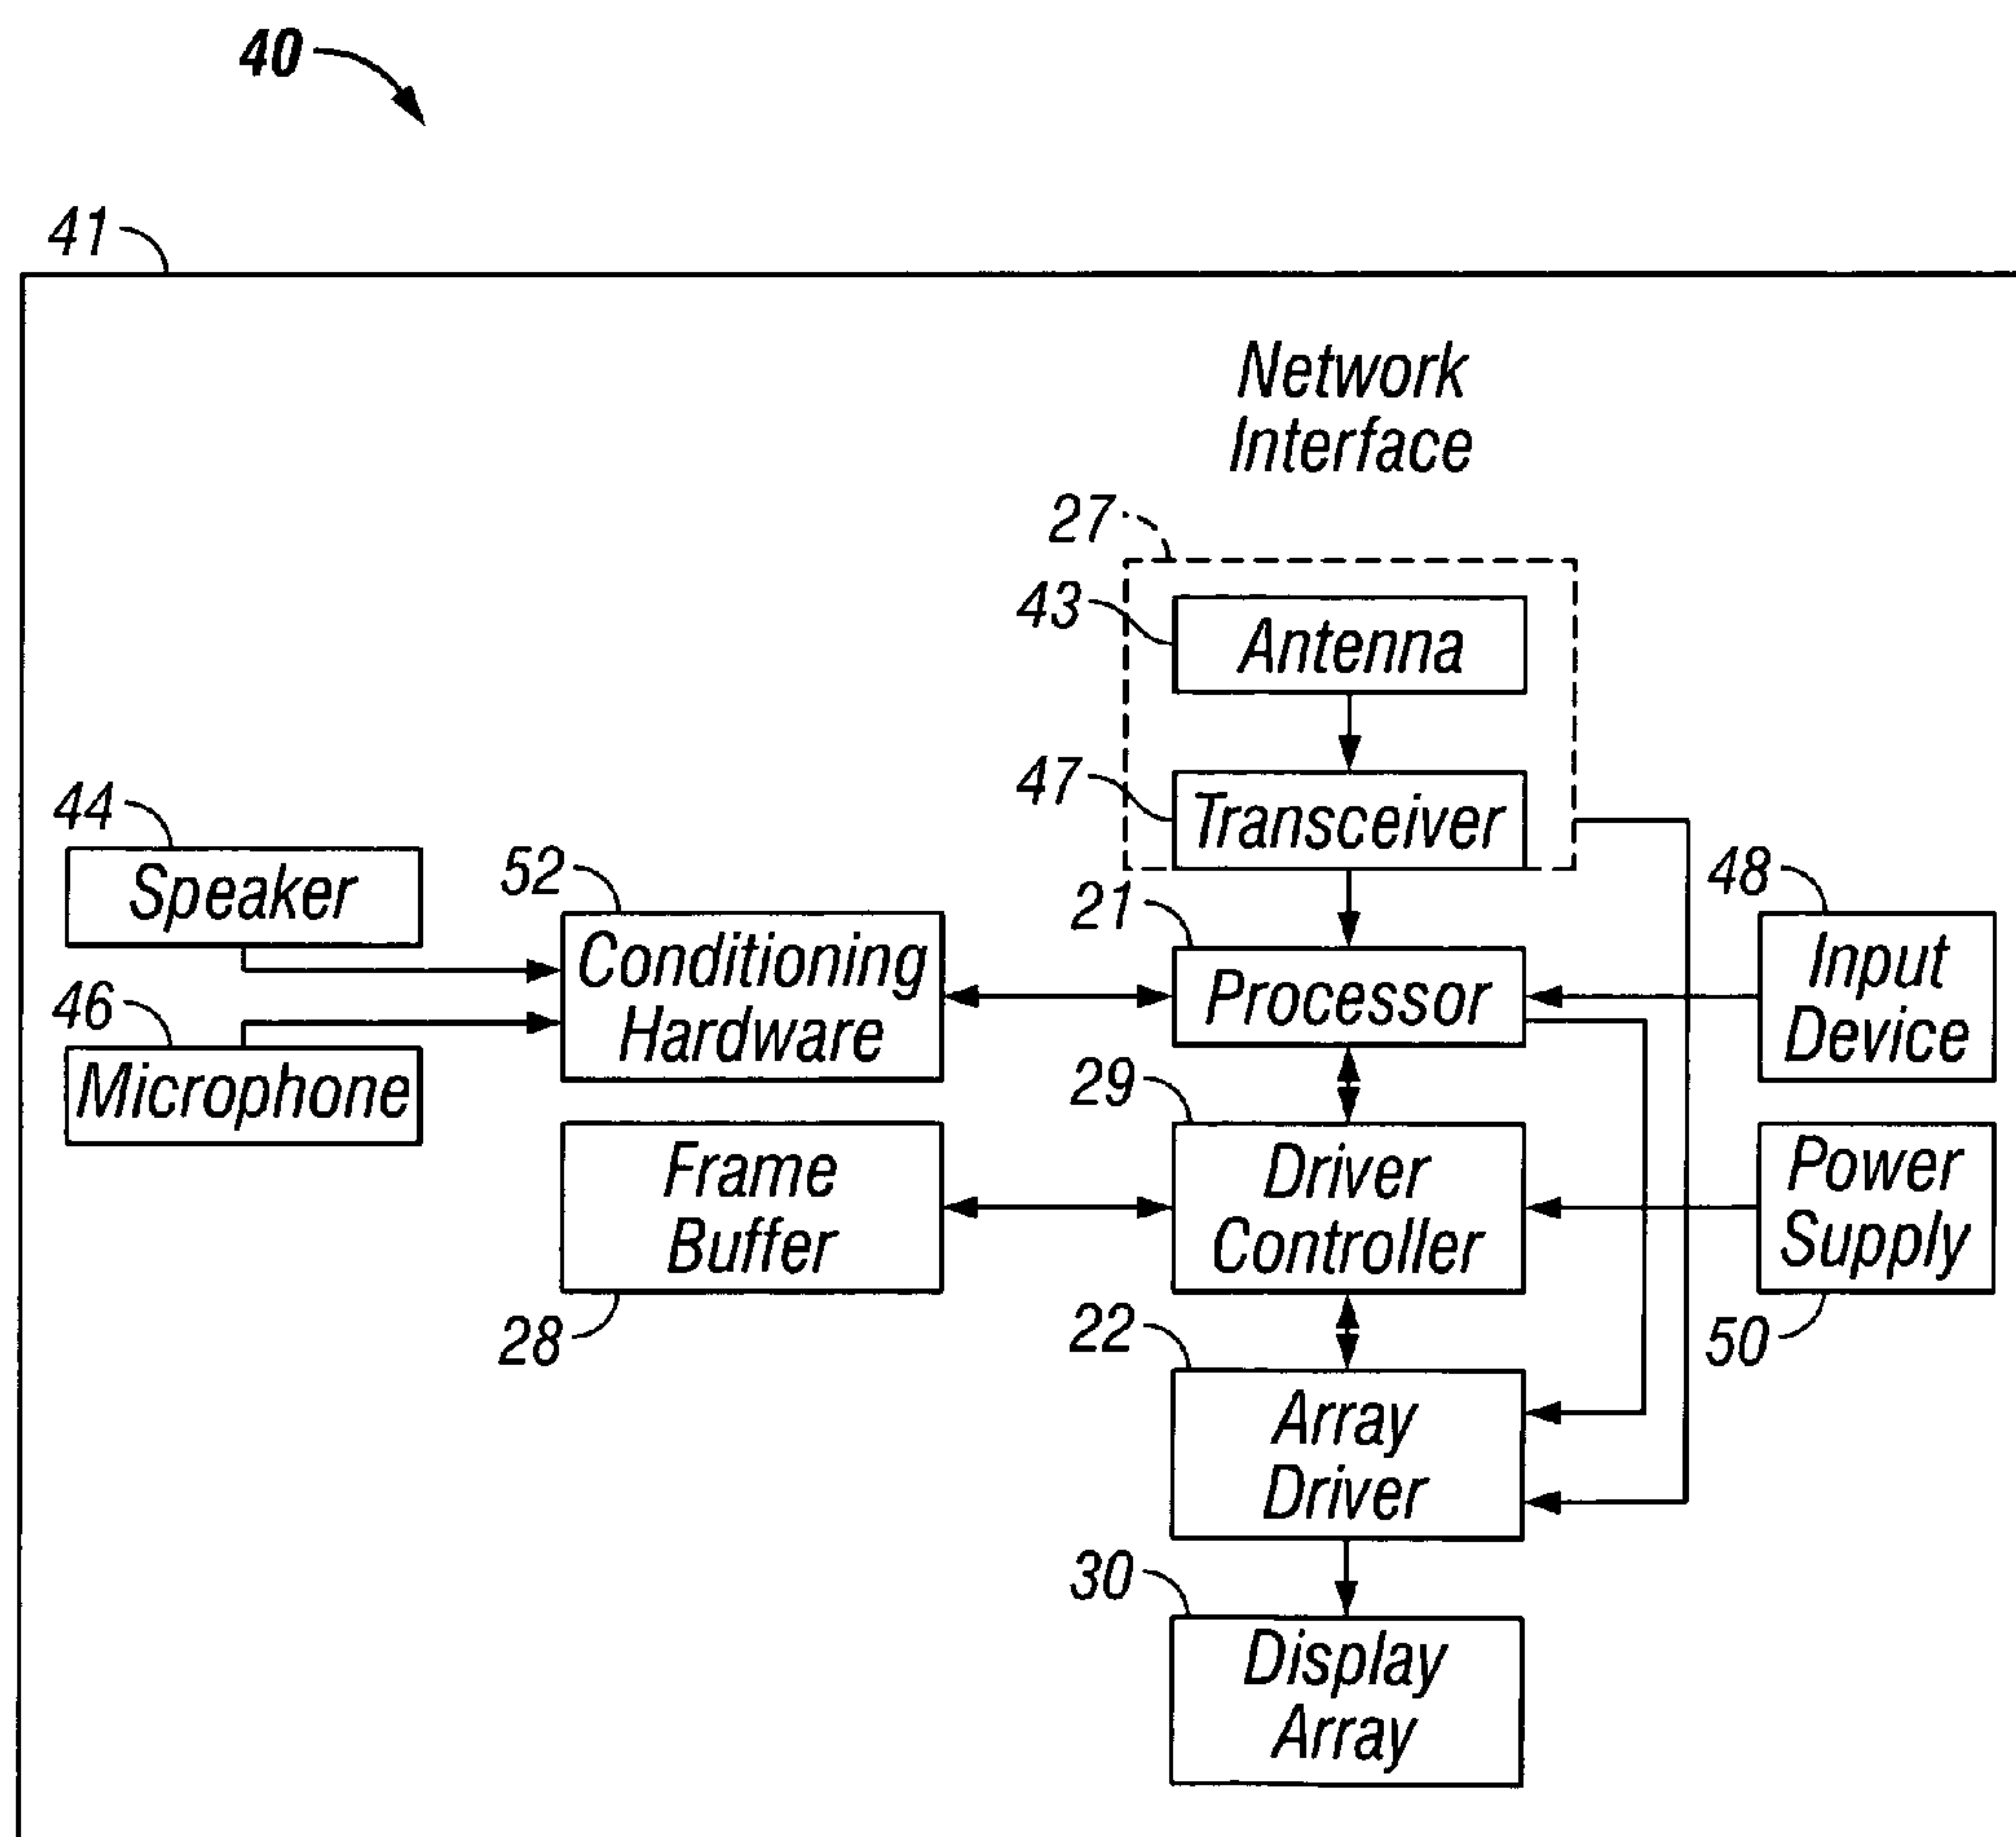 40
41
Network
Interface
27
43
Antenna
47
Transceiver
44
Speaker
52
Conditioning
Hardware
21
Processor
48
Input
Device
46
Microphone
29
Driver
Controller
Frame
Buffer
28
Power
Supply
50
22
Array
Driver
30
Display
Array